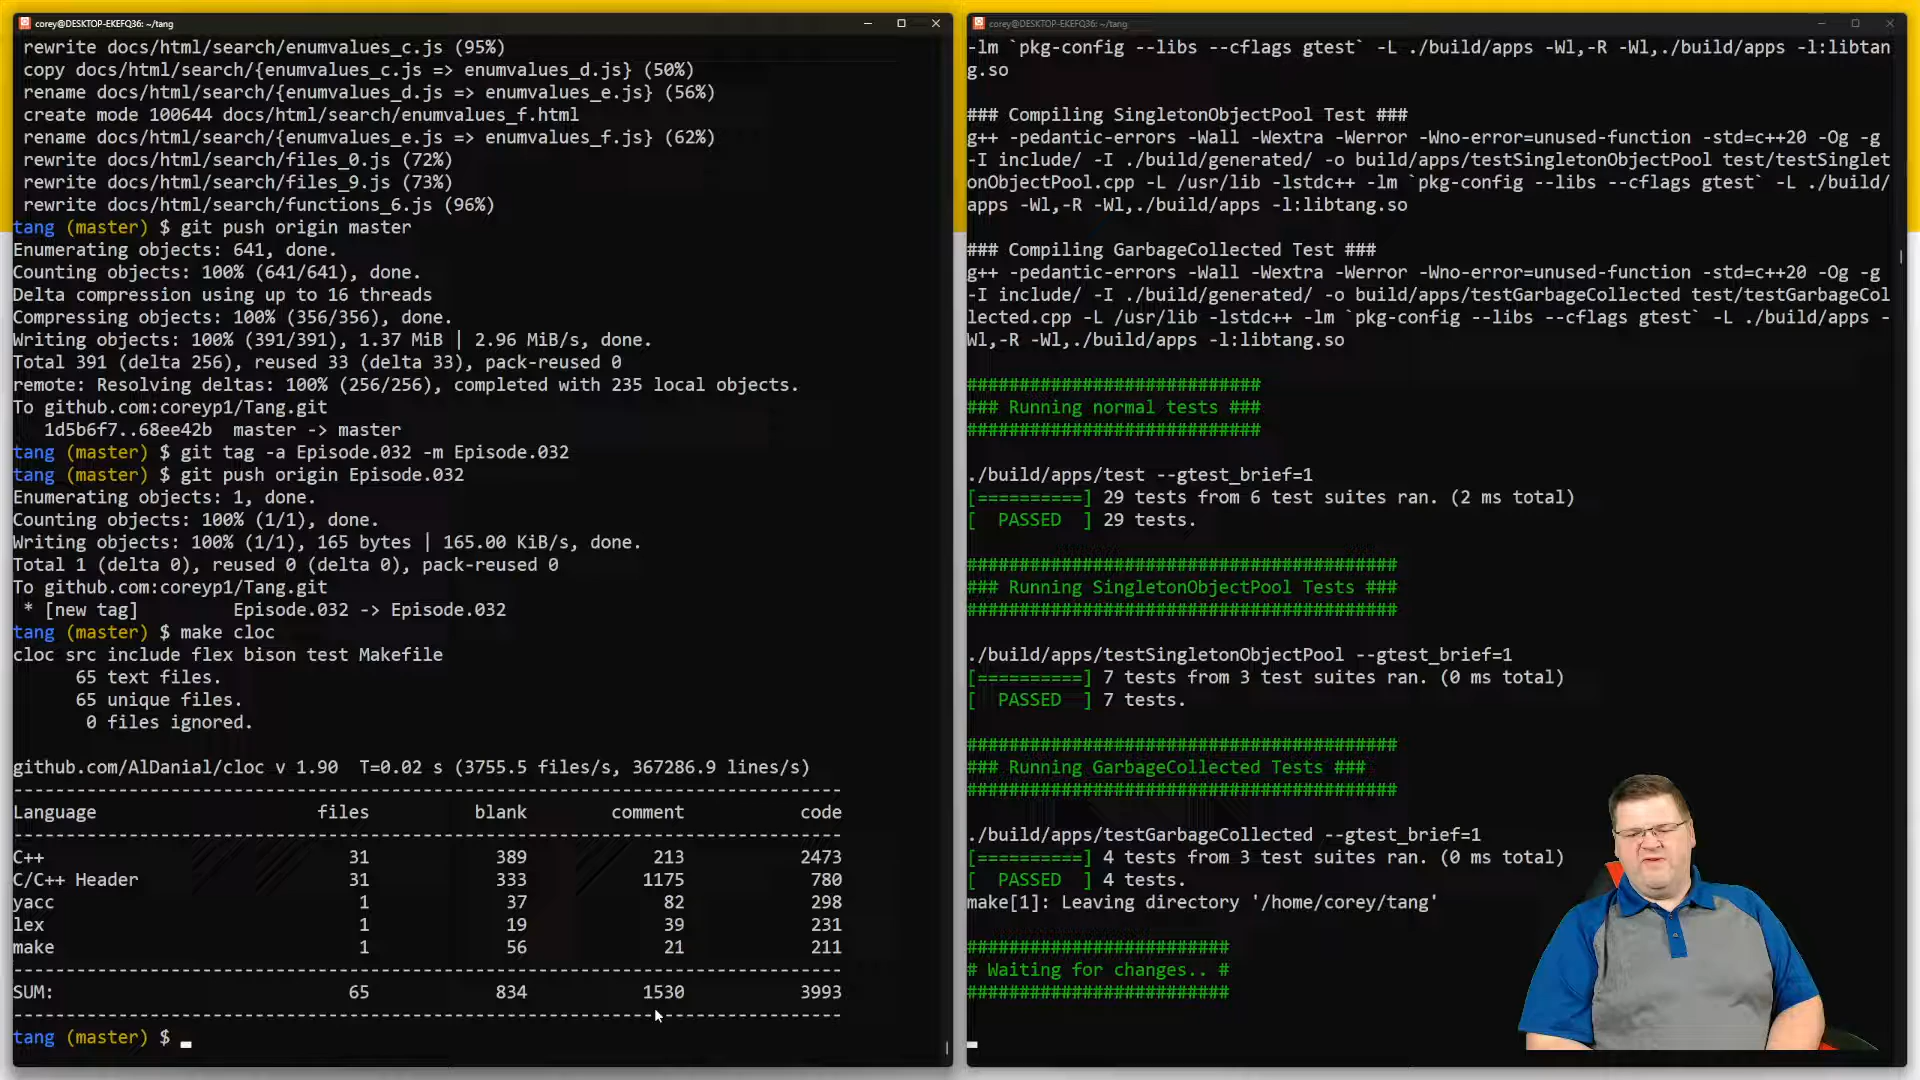 corey@DESKTOP-EKEFQ36: ~/tang
rewrite docs/html/search/enumvalues_c.js (95%)
copy docs/html/search/{enumvalues_c.js => enumvalues_d.js} (50%)
rename docs/html/search/{enumvalues_d.js => enumvalues_e.js} (56%)
create mode 100644 docs/html/search/enumvalues_f.html
rename docs/html/search/{enumvalues_e.js => enumvalues_f.js} (62%)
rewrite docs/html/search/files_0.js (72%)
rewrite docs/html/search/files_9.js (73%)
rewrite docs/html/search/functions_6.js (96%)
tang (master) $ git push origin master
Enumerating objects: 641, done.
Counting objects: 100% (641/641), done.
Delta compression using up to 16 threads
Compressing objects: 100% (356/356), done.
Writing objects: 100% (391/391), 1.37 MiB | 2.96 MiB/s, done.
Total 391 (delta 256), reused 33 (delta 33), pack-reused 0
remote: Resolving deltas: 100% (256/256), completed with 235 local objects.
To github.com:coreyp1/Tang.git
1d5b6f7..68ee42b  master -> master
tang (master) $ git tag -a Episode.032 -m Episode.032
tang (master) $ git push origin Episode.032
Enumerating objects: 1, done.
Counting objects: 100% (1/1), done.
Writing objects: 100% (1/1), 165 bytes | 165.00 KiB/s, done.
Total 1 (delta 0), reused 0 (delta 0), pack-reused 0
To github.com:coreyp1/Tang.git
* [new tag]         Episode.032 -> Episode.032
tang (master) $ make cloc
cloc src include flex bison test Makefile
65 text files.
65 unique files.
0 files ignored.
github.com/AlDanial/cloc v 1.90  T=0.02 s (3755.5 files/s, 367286.9 lines/s)
-------------------------------------------------------------------------------
Language                     files          blank        comment           code
-------------------------------------------------------------------------------
C++                             31            389            213           2473
C/C++ Header                    31            333           1175            780
yacc                             1             37             82            298
lex                              1             19             39            231
make                             1             56             21            211
-------------------------------------------------------------------------------
SUM:                            65            834           1530           3993
-------------------------------------------------------------------------------
tang (master) $
corey@DESKTOP-EKEFQ36: ~/tang
-lm `pkg-config --libs --cflags gtest` -L ./build/apps -Wl,-R -Wl,./build/apps -l:libtan
g.so
### Compiling SingletonObjectPool Test ###
g++ -pedantic-errors -Wall -Wextra -Werror -Wno-error=unused-function -std=c++20 -Og -g
-I include/ -I ./build/generated/ -o build/apps/testSingletonObjectPool test/testSinglet
onObjectPool.cpp -L /usr/lib -lstdc++ -lm `pkg-config --libs --cflags gtest` -L ./build/
apps -Wl,-R -Wl,./build/apps -l:libtang.so
### Compiling GarbageCollected Test ###
g++ -pedantic-errors -Wall -Wextra -Werror -Wno-error=unused-function -std=c++20 -Og -g
-I include/ -I ./build/generated/ -o build/apps/testGarbageCollected test/testGarbageCol
lected.cpp -L /usr/lib -lstdc++ -lm `pkg-config --libs --cflags gtest` -L ./build/apps -
Wl,-R -Wl,./build/apps -l:libtang.so
############################
### Running normal tests ###
############################
./build/apps/test --gtest_brief=1
[==========] 29 tests from 6 test suites ran. (2 ms total)
[  PASSED  ] 29 tests.
#########################################
### Running SingletonObjectPool Tests ###
#########################################
./build/apps/testSingletonObjectPool --gtest_brief=1
[==========] 7 tests from 3 test suites ran. (0 ms total)
[  PASSED  ] 7 tests.
#########################################
### Running GarbageCollected Tests ###
#########################################
./build/apps/testGarbageCollected --gtest_brief=1
[==========] 4 tests from 3 test suites ran. (0 ms total)
[  PASSED  ] 4 tests.
make[1]: Leaving directory '/home/corey/tang'
#########################
# Waiting for changes.. #
#########################